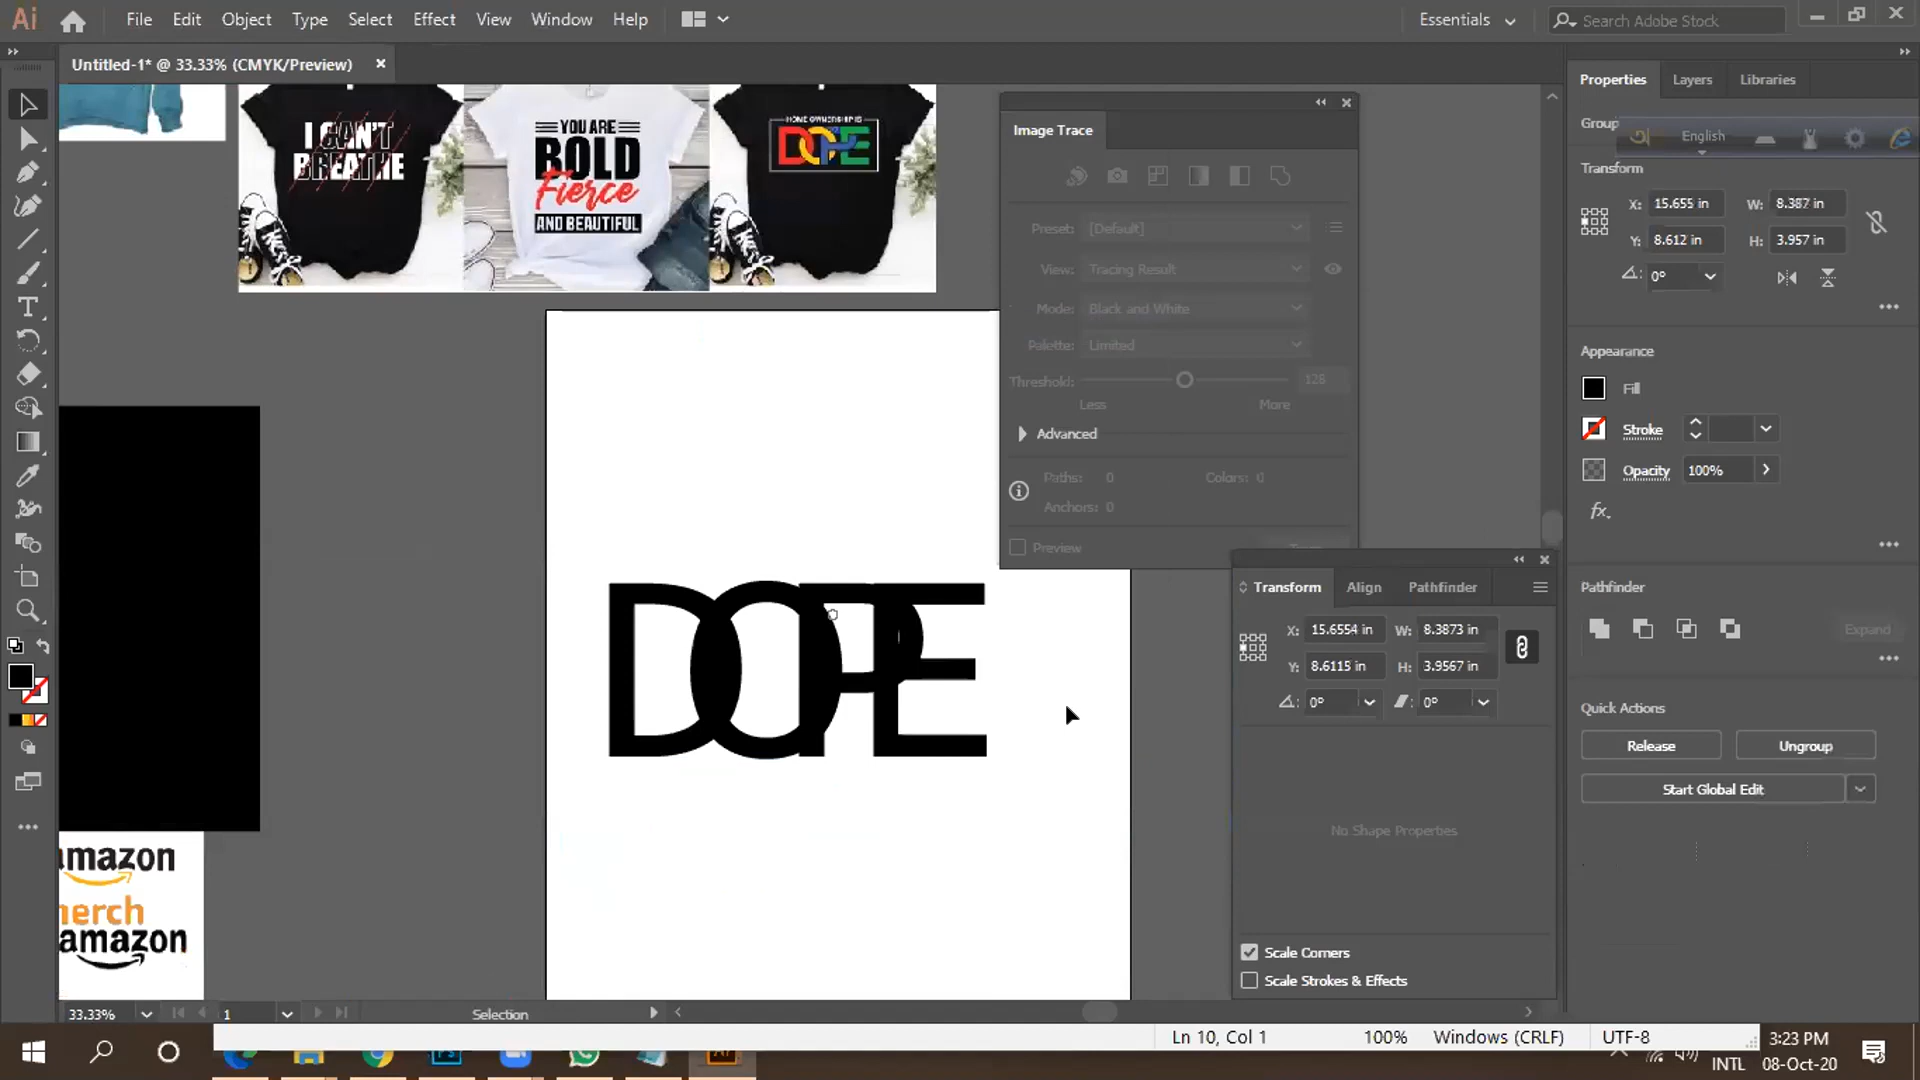 Ai File Edit Object Type Select Effect View Window Help Essentials Search Adobe Stock
Untitled-1* @ 33.33% (CMYK/Preview)
Properties Layers Libraries
I CAN'T
BREATHE
YOU ARE
BOLD
Fierce
AND BEAUTIFUL
HOME OWNERSHIP IS
DOPE
Image Trace
Preset: [Default]
View: Tracing Result
Mode: Black and White
Palette: Limited
Threshold: 128
Less More
Advanced
Paths: 0 Colors: 0
Anchors: 0
Preview
Group
English
Transform
X: 15.655 in W: 8.387 in
Y: 8.612 in H: 3.957 in
0°
Appearance
Fill
Stroke
Opacity 100%
fx.
Pathfinder
Expand
Quick Actions
Release Ungroup
Start Global Edit
DOPE
Transform Align Pathfinder
X: 15.6554 in W: 8.3873 in
Y: 8.6115 in H: 3.9567 in
0° 0°
No Shape Properties
Scale Corners
Scale Strokes & Effects
amazon
merch
amazon
33.33% 1 Selection
Ln 10, Col 1 100% Windows (CRLF) UTF-8
3:23 PM
INTL 08-Oct-20